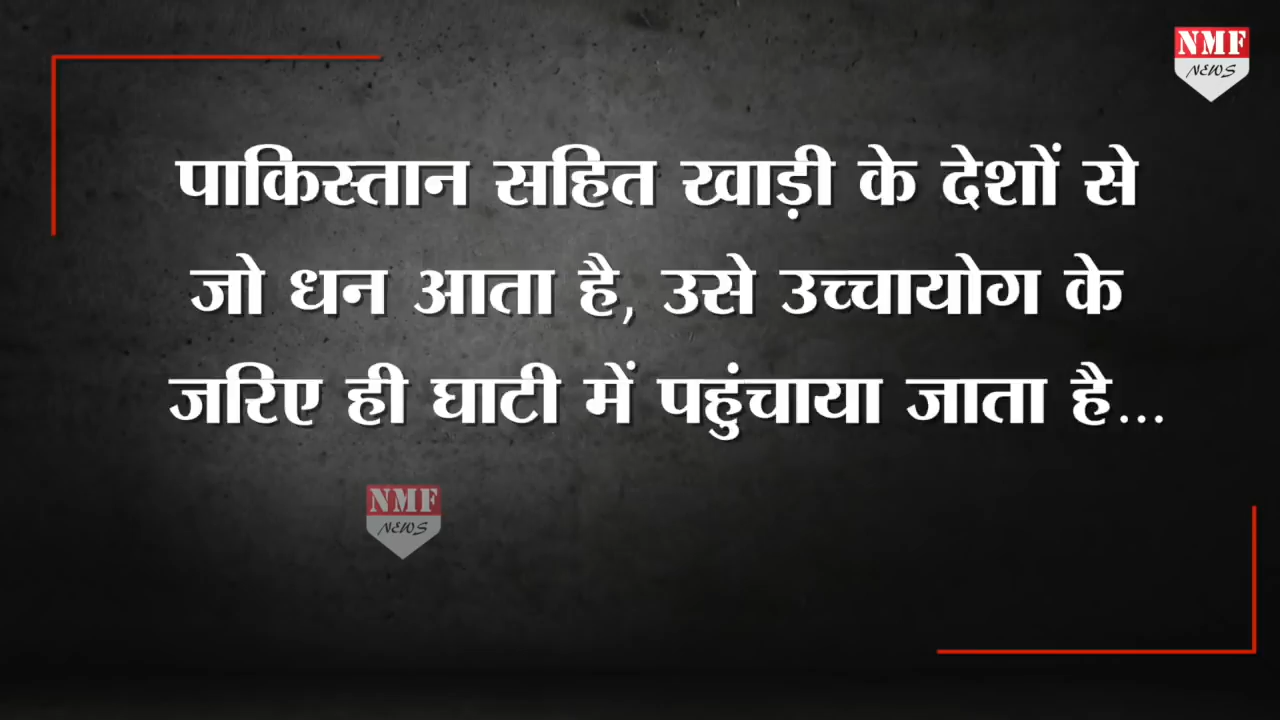 NMF
NEWS
पाकिस्तान सहित खाड़ी के देशों से
जो धन आता है, उसे उच्चायोग के
जरिए ही घाटी में पहुंचाया जाता है...
NMF
NEWS